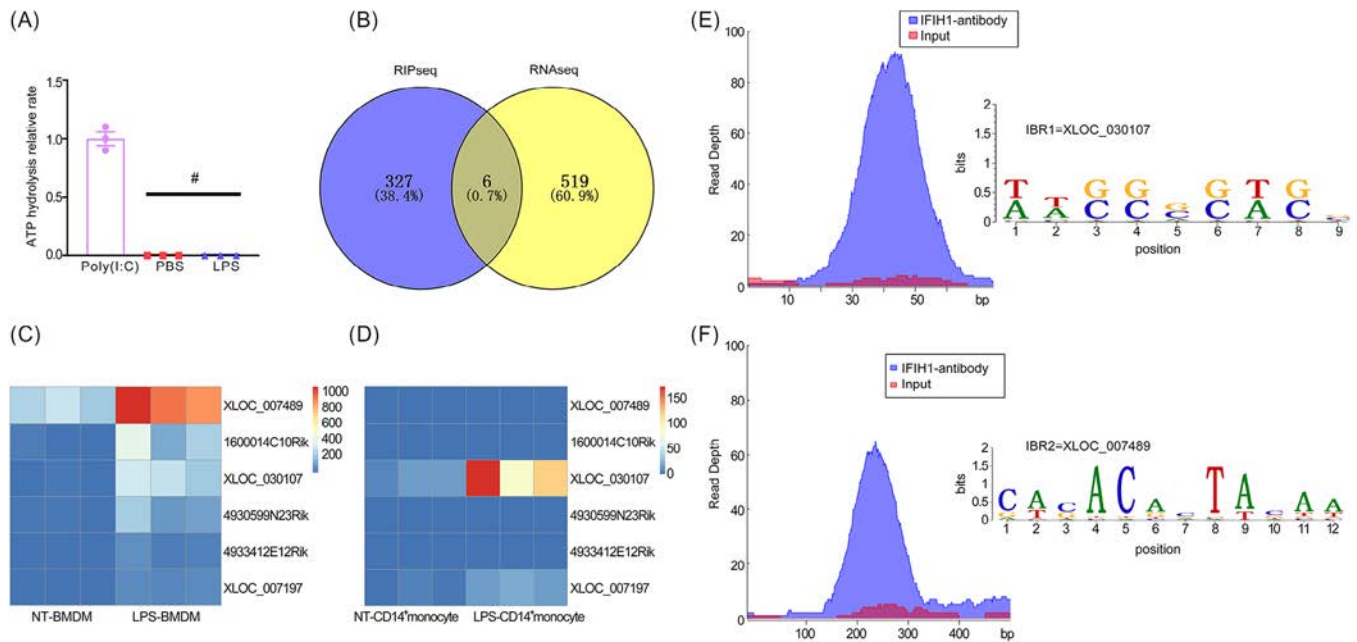 (A)
ATP hydrolysis relative rate
1.5
1.0
0.5
0.0
#
Poly(I:C) PBS LPS
(B)
RIPseq RNAseq
327
(38.4%)
6
(0.7%)
519
(60.9%)
(C)
1000
800
600
400
200
XLOC_007489
1600014C10Rik
XLOC_030107
4930599N23Rik
4933412E12Rik
XLOC_007197
NT-BMDM LPS-BMDM
(D)
150
100
50
0
XLOC_007489
1600014C10Rik
XLOC_030107
4930599N23Rik
4933412E12Rik
XLOC_007197
NT-CD14+monocyte LPS-CD14+monocyte
(E)
IFIH1-antibody
Input
Read Depth
100
80
60
40
20
0
10 30 50 bp
IBR1=XLOC_030107
bits
2
1.5
1
0.5
0
T T G G G G T G
A A C C C C A C
1 2 3 4 5 6 7 8 9
position
(F)
IFIH1-antibody
Input
Read Depth
100
80
60
40
20
0
100 200 300 400 bp
IBR2=XLOC_007489
bits
2
1.5
1
0.5
0
C A C A C A C T A C A A
1 2 3 4 5 6 7 8 9 10 11 12
position